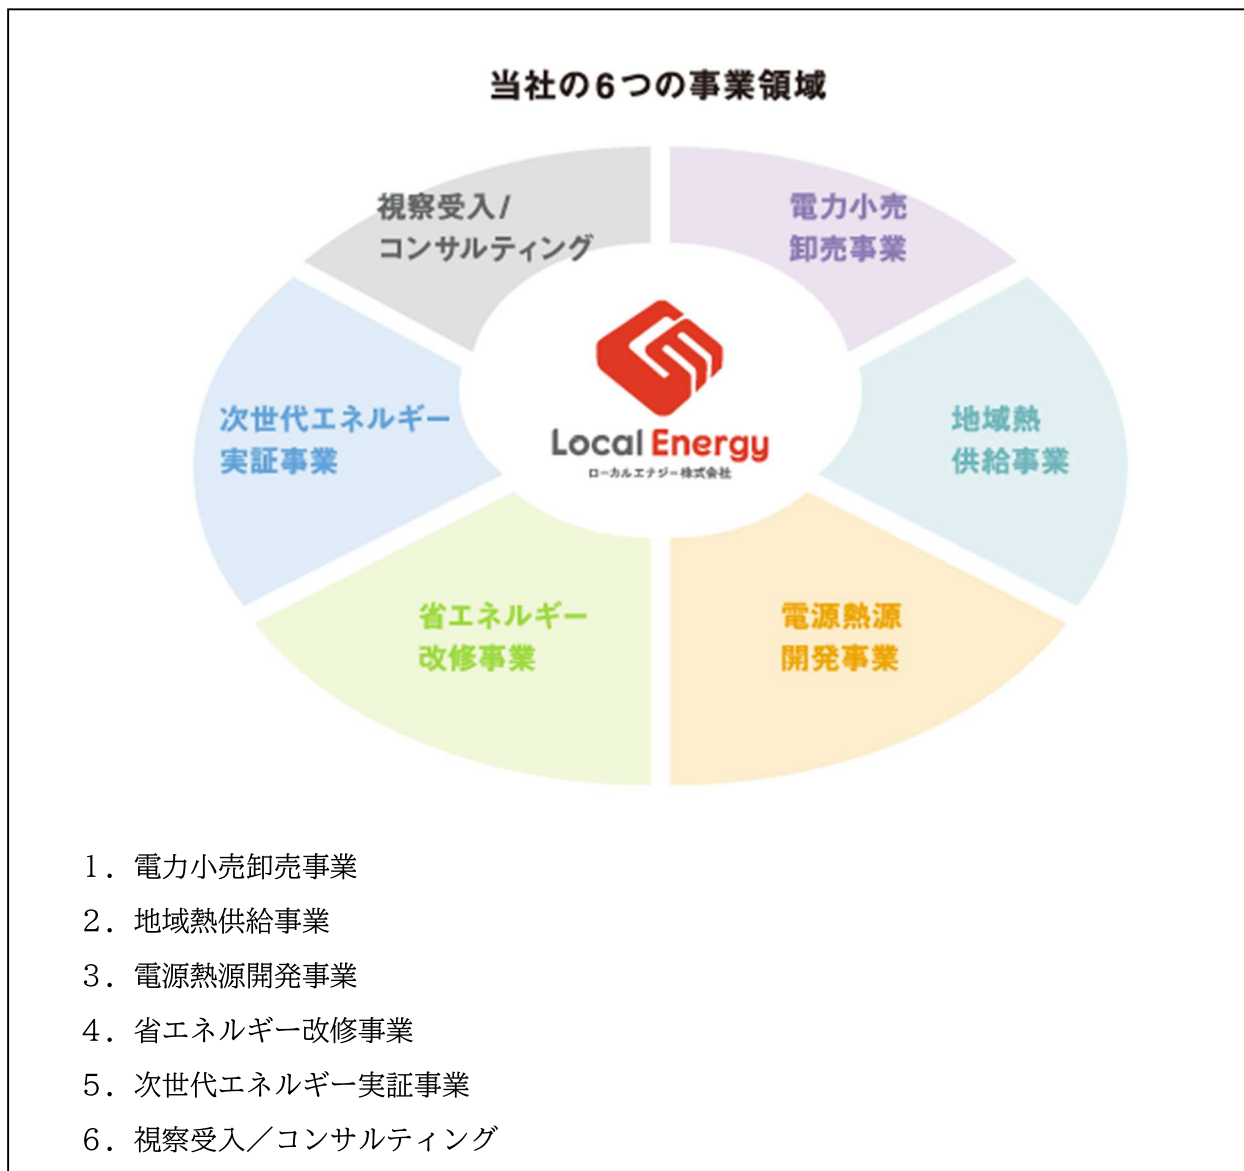 当社の6つの事業領域
視察受入/
コンサルティング
電力小売
卸売事業
次世代エネルギー
実証事業
Local Energy
ローカルエナジー株式会社
地域熱
供給事業
省エネルギー
改修事業
電源熱源
開発事業
1．電力小売卸売事業
2．地域熱供給事業
3．電源熱源開発事業
4．省エネルギー改修事業
5．次世代エネルギー実証事業
6．視察受入／コンサルティング